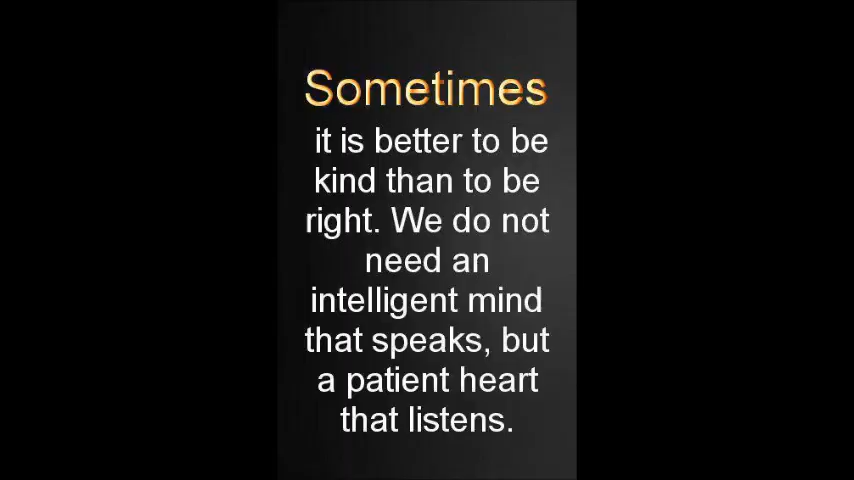 Sometimes
it is better to be
kind than to be
right. We do not
need an
intelligent mind
that speaks, but
a patient heart
that listens.